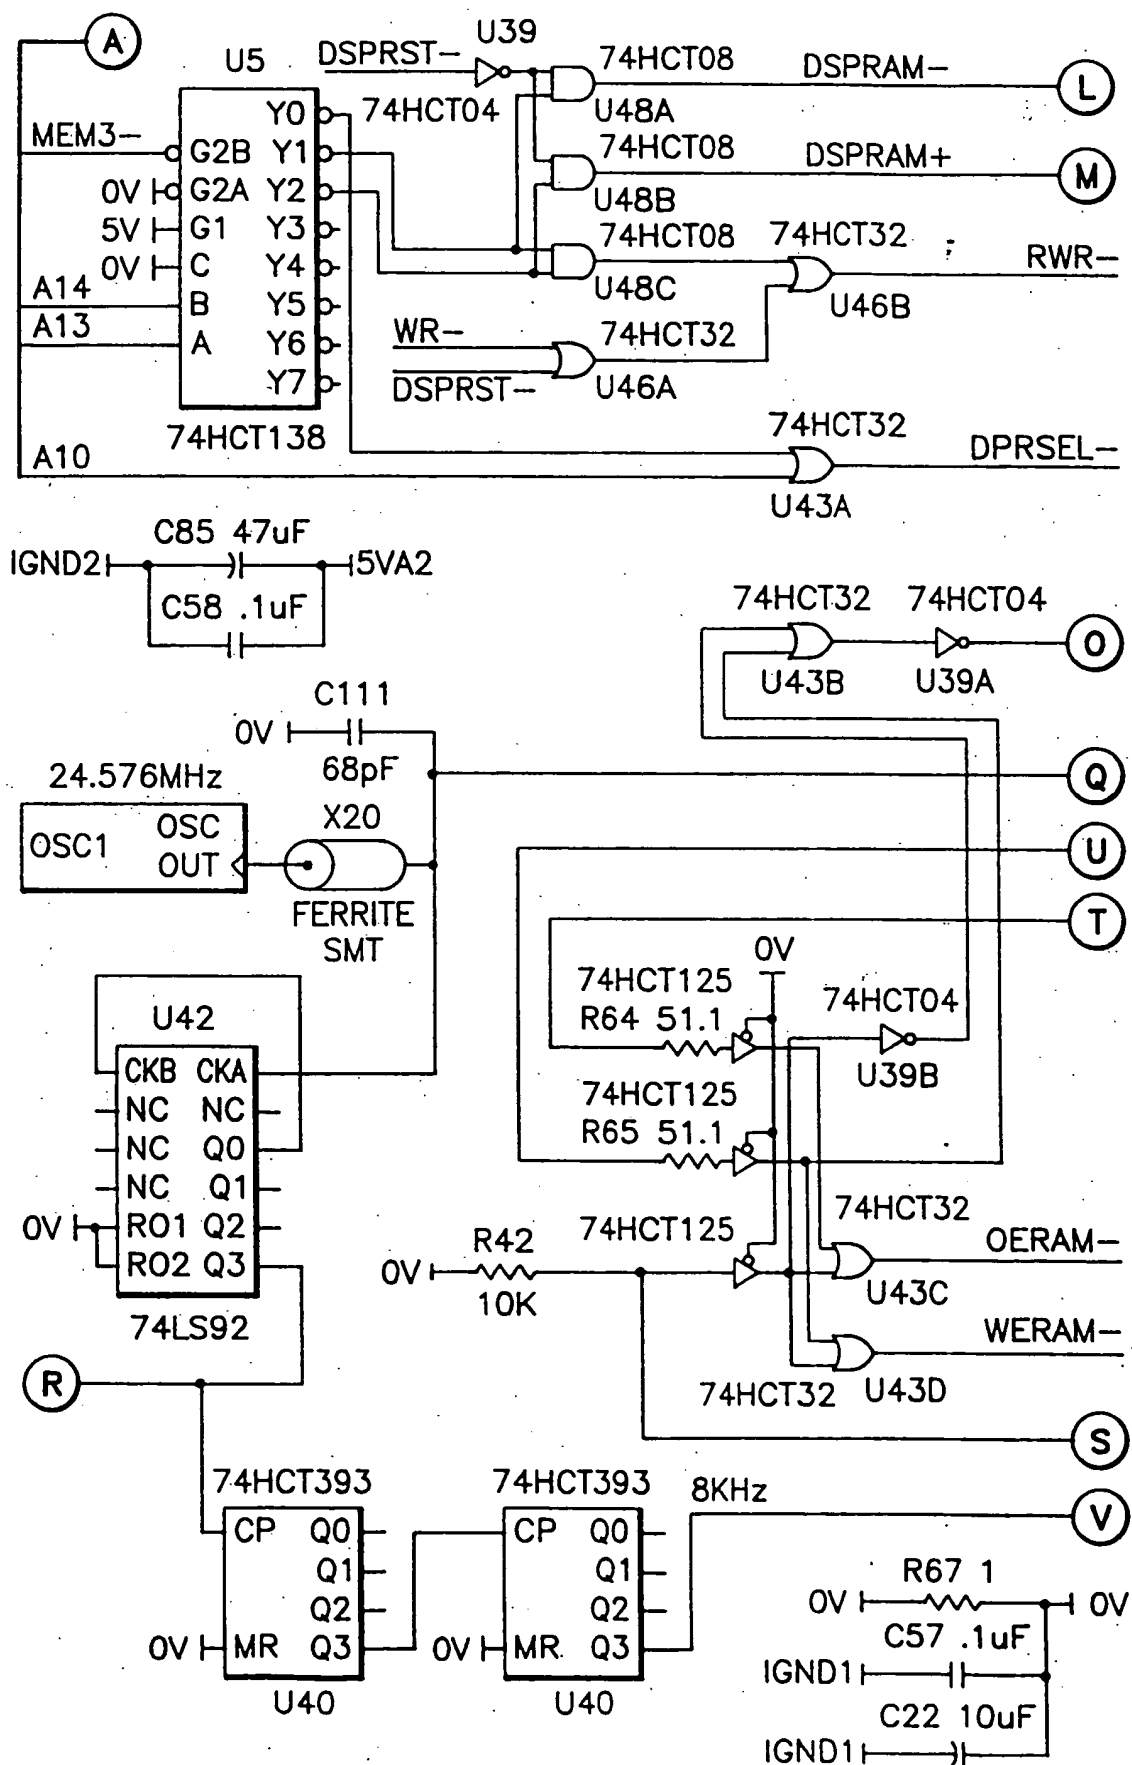 A
U5
DSPRST-
U39
74HCT04
74HCT08
U48A
DSPRAM-
L
MEM3-
G2B
0V
G2A
5V
G1
0V
C
A14
B
A13
A
Y0
Y1
Y2
Y3
Y4
Y5
Y6
Y7
74HCT138
74HCT08
U48B
DSPRAM+
M
74HCT08
U48C
74HCT32
U46B
RWR-
WR-
DSPRST-
74HCT32
U46A
A10
74HCT32
U43A
DPRSEL-
C85 47uF
IGND2
5VA2
C58 .1uF
74HCT32
U43B
74HCT04
U39A
O
C111
0V
68pF
Q
24.576MHz
OSC1
OSC
OUT
X20
FERRITE
SMT
U
T
0V
U42
CKB CKA
NC NC
NC Q0
NC Q1
0V
RO1 Q2
RO2 Q3
74LS92
74HCT125
R64 51.1
74HCT04
U39B
74HCT125
R65 51.1
74HCT125
R42
0V
10K
74HCT32
U43C
OERAM-
74HCT32
U43D
WERAM-
R
S
74HCT393
CP Q0
Q1
Q2
0V
MR Q3
U40
74HCT393
CP Q0
Q1
Q2
0V
MR Q3
U40
8KHz
V
R67 1
0V
0V
C57 .1uF
IGND1
C22 10uF
IGND1